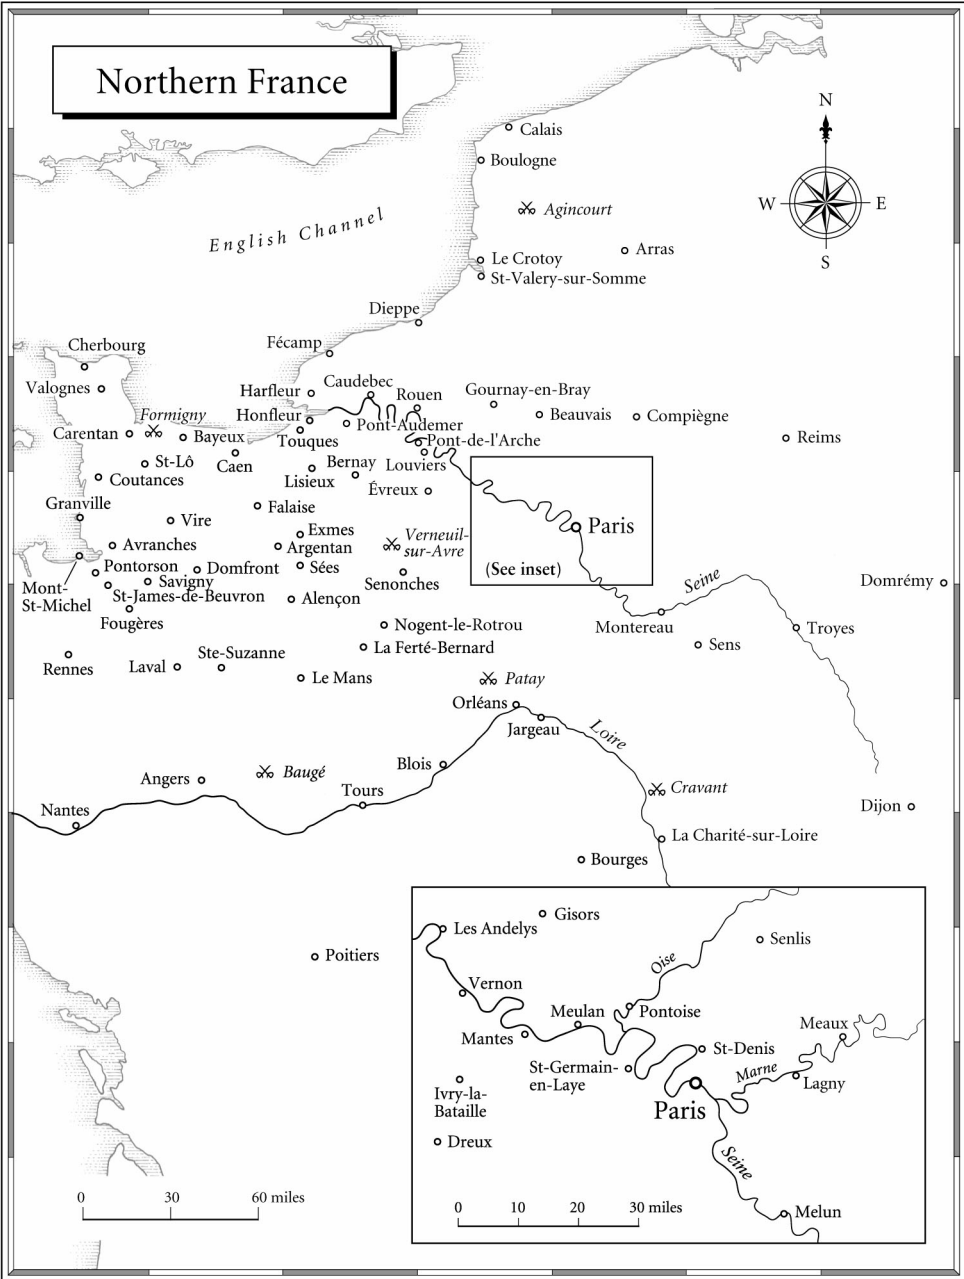 Northern France
N
W
E
S
English Channel
Calais
Boulogne
Agincourt
Arras
Le Crotoy
St-Valery-sur-Somme
Dieppe
Fécamp
Cherbourg
Valognes
Harfleur
Caudebec
Rouen
Gournay-en-Bray
Formigny
Honfleur
Pont-Audemer
Beauvais
Compiègne
Carentan
Bayeux
Touques
Pont-de-l'Arche
Reims
St-Lô
Caen
Bernay
Louviers
Coutances
Lisieux
Évreux
Granville
Falaise
Vire
Exmes
Verneuil-
sur-Avre
Paris
Avranches
Argentan
Pontorson
Domfront
Sées
(See inset)
Mont-
St-Michel
Savigny
Senonches
Seine
Domrémy
St-James-de-Beuvron
Alençon
Fougères
Nogent-le-Rotrou
Montereau
Troyes
Rennes
Laval
Ste-Suzanne
La Ferté-Bernard
Sens
Le Mans
Patay
Orléans
Jargeau
Loire
Angers
Baugé
Blois
Tours
Cravant
Nantes
Dijon
La Charité-sur-Loire
Bourges
Poitiers
0 30 60 miles
Les Andelys
Gisors
Senlis
Oise
Vernon
Meulan
Pontoise
Meaux
Mantes
St-Germain-
en-Laye
St-Denis
Marne
Lagny
Ivry-la-
Bataille
Paris
Dreux
Seine
Melun
0 10 20 30 miles